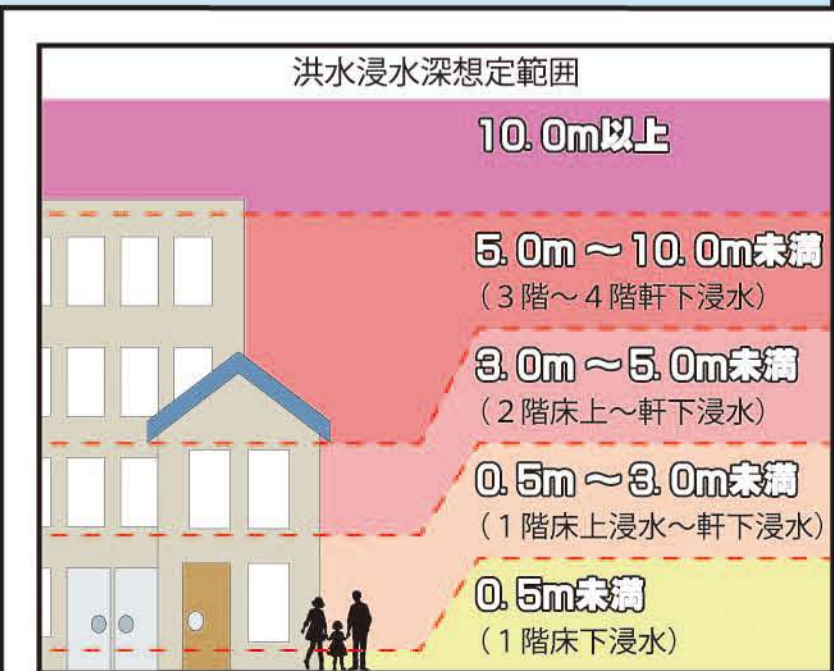 洪水浸水深想定範囲
10.0m以上
5.0m～10.0m未満
（3階～4階軒下浸水）
3.0m～5.0m未満
（2階床上～軒下浸水）
0.5m～3.0m未満
（1階床上浸水～軒下浸水）
0.5m未満
（1階床下浸水）